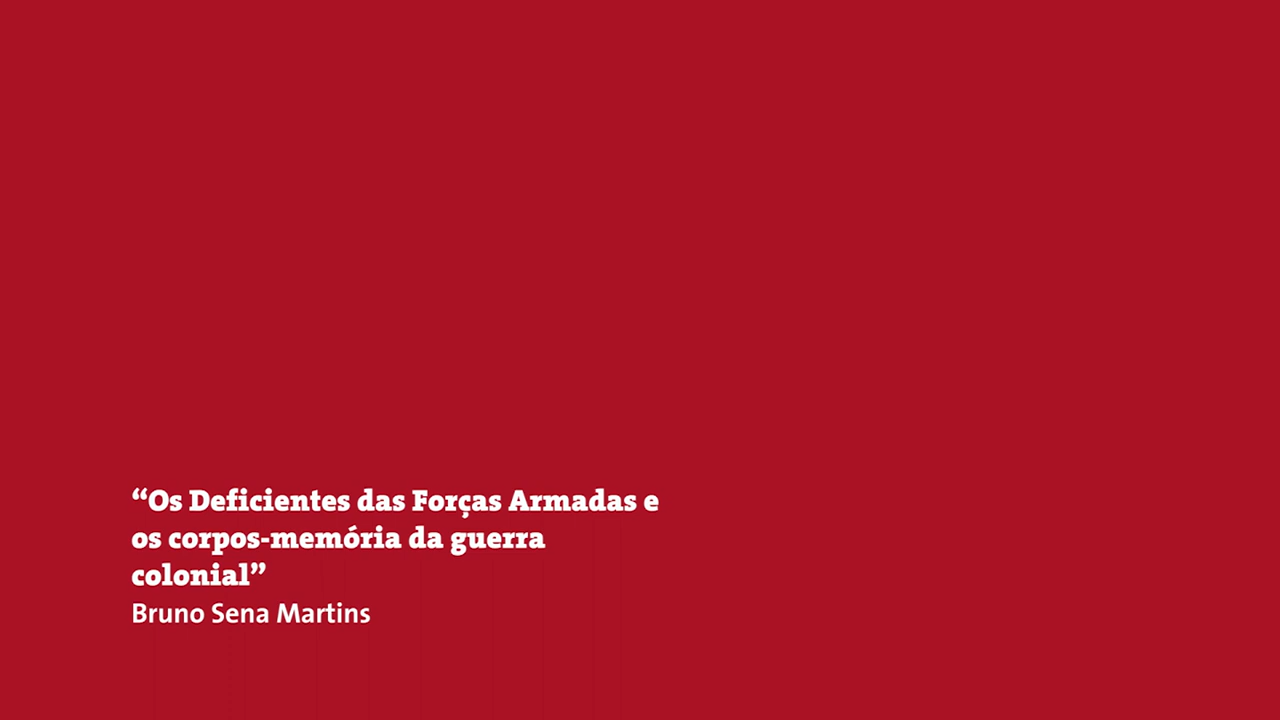 “Os Deficientes das Forças Armadas e
os corpos-memória da guerra
colonial”
Bruno Sena Martins